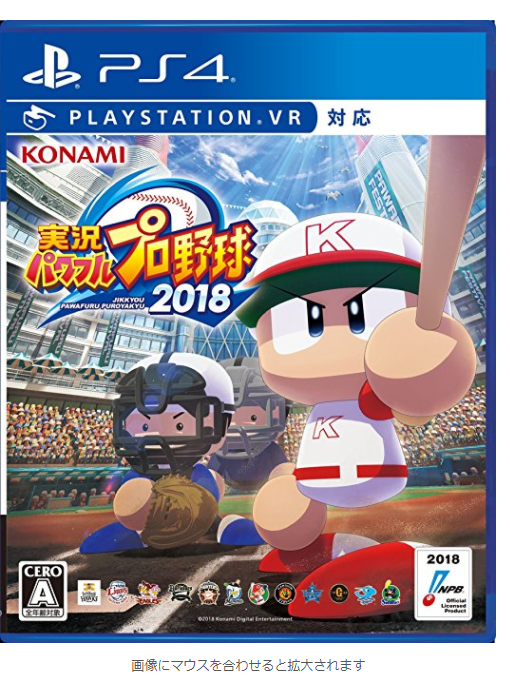 PS4
PLAYSTATION®VR 対応
KONAMI
実況
パワフル
プロ野球
JIKKYOU
PAWAFURU PUROYAKYU
2018
K
K
CERO
A
全年齢対象
2018
NPB
Official
Licensed
Product
©2018 Konami Digital Entertainment
画像にマウスを合わせると拡大されます